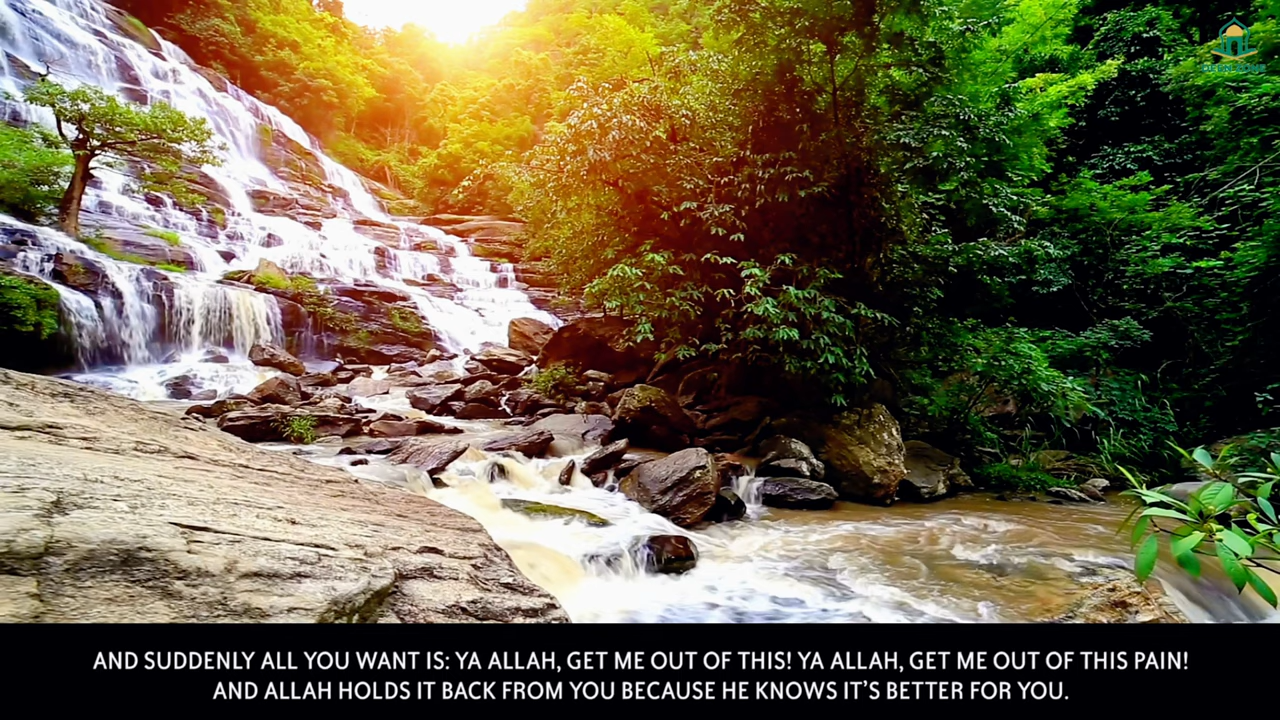 AND SUDDENLY ALL YOU WANT IS: YA ALLAH, GET ME OUT OF THIS! YA ALLAH, GET ME OUT OF THIS PAIN!
AND ALLAH HOLDS IT BACK FROM YOU BECAUSE HE KNOWS IT'S BETTER FOR YOU.